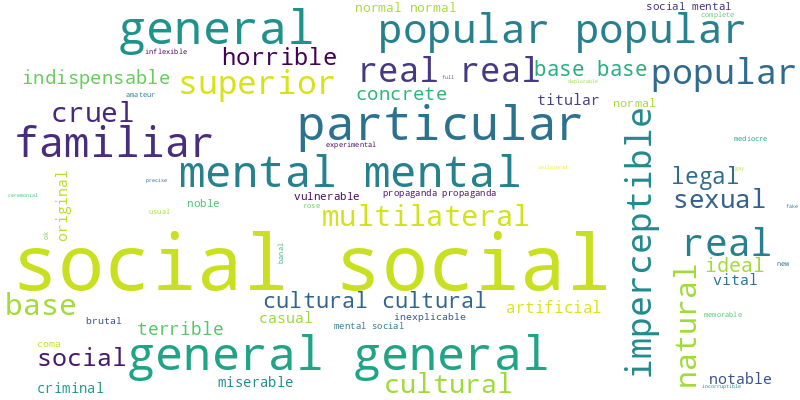 normal normal
social mental
complete
general
popular popular
inflexible
horrible
real real
base base
popular
indispensable
superior
full
deplorable
amateur
concrete
titular
normal
cruel
familiar
particular
experimental
mediocre
imperceptible
mental mental
precise
legal
ceremonial
vulnerable
propaganda propaganda
sexual
original
noble
rose
fake
usual
multilateral
ok
real
social social
banal
ideal
new
vital
natural
base
cultural cultural
artificial
brutal
casual
inexplicable
memorable
terrible
mental social
coma
social
general general
miserable
cultural
notable
criminal
incorruptible